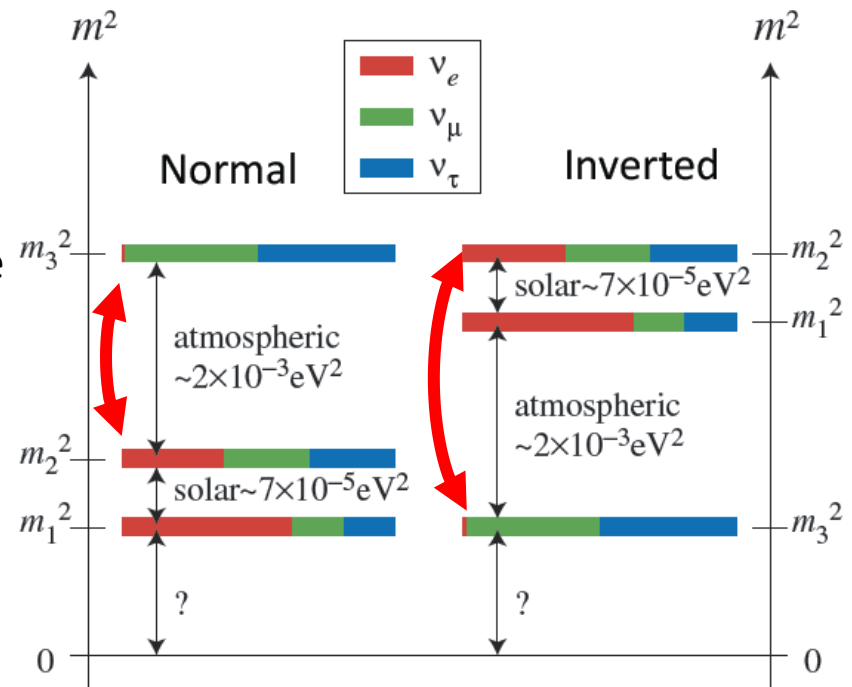 m² m²
νe
νμ
ντ
Normal Inverted
e m₃² m₂²
solar~7×10⁻⁵eV²
m₁²
atmospheric
~2×10⁻³eV²
atmospheric
~2×10⁻³eV²
m₂²
solar~7×10⁻⁵eV²
m₁² m₃²
? ?
0 0